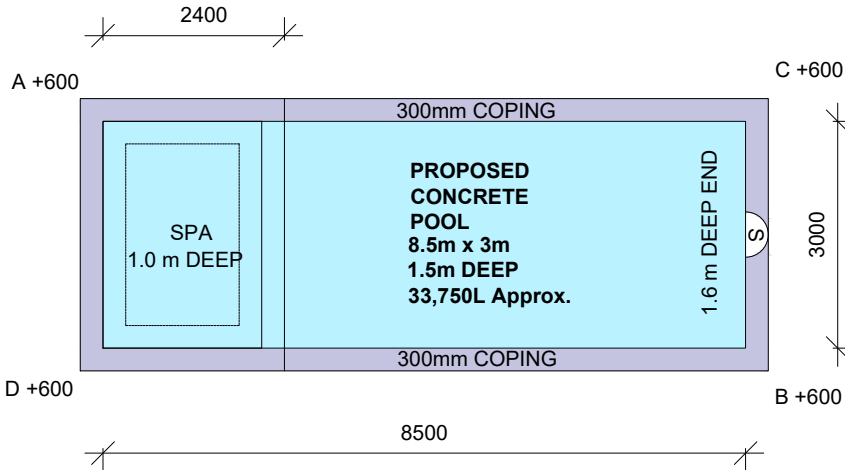 2400
A +600
C +600
300mm COPING
PROPOSED
CONCRETE
POOL
8.5m x 3m
1.5m DEEP
33,750L Approx.
SPA
1.0 m DEEP
1.6 m DEEP END
S
3000
300mm COPING
D +600
B +600
8500